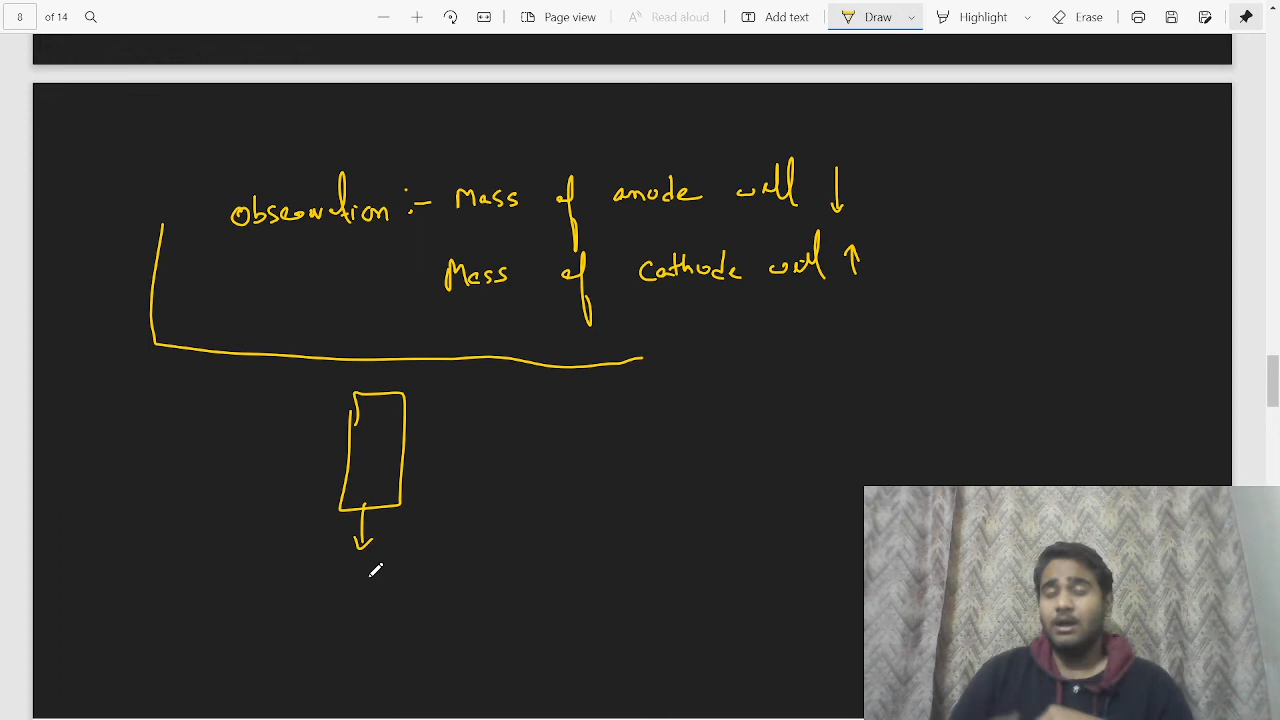 8 of 14 Page view Read aloud Add text Draw Highlight Erase
Observation :- Mass of anode will ↓
Mass of Cathode will ↑